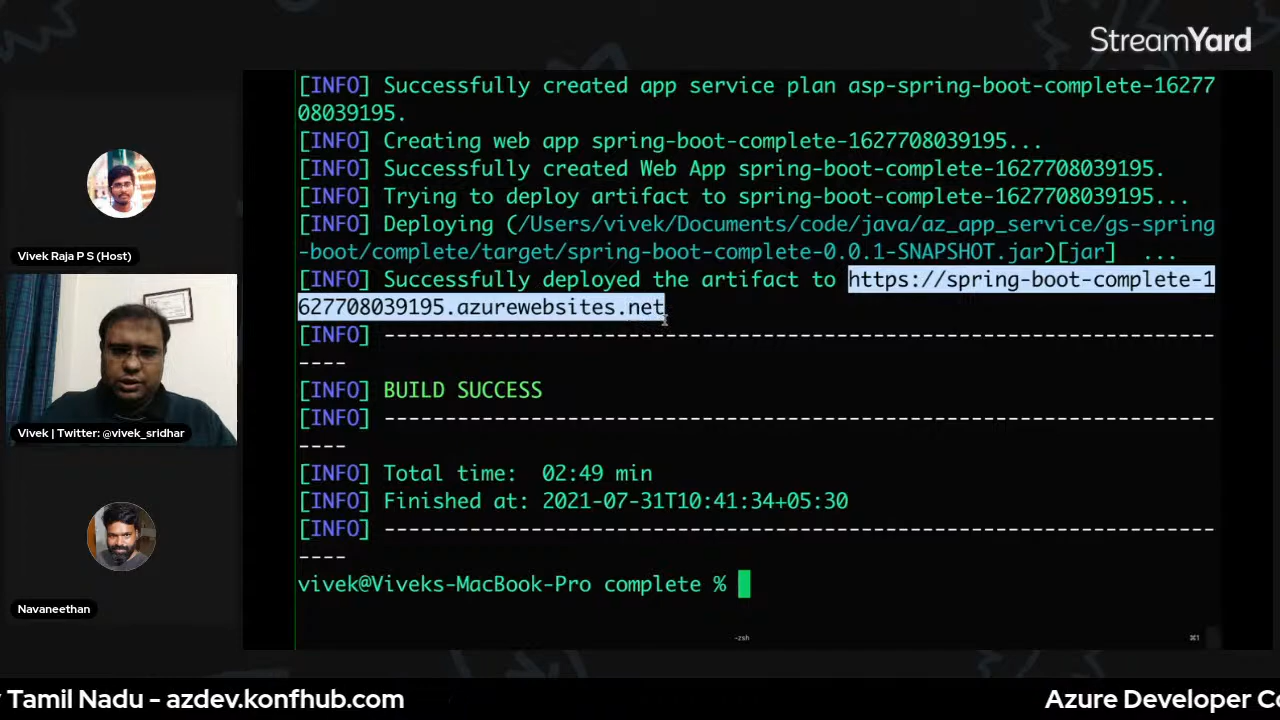 StreamYard
[INFO] Successfully created app service plan asp-spring-boot-complete-16277
08039195.
[INFO] Creating web app spring-boot-complete-1627708039195...
[INFO] Successfully created Web App spring-boot-complete-1627708039195.
[INFO] Trying to deploy artifact to spring-boot-complete-1627708039195...
[INFO] Deploying (/Users/vivek/Documents/code/java/az_app_service/gs-spring
-boot/complete/target/spring-boot-complete-0.0.1-SNAPSHOT.jar)[jar]  ...
[INFO] Successfully deployed the artifact to https://spring-boot-complete-1
627708039195.azurewebsites.net
[INFO] --------------------------------------------------------------------
----
[INFO] BUILD SUCCESS
[INFO] --------------------------------------------------------------------
----
[INFO] Total time:  02:49 min
[INFO] Finished at: 2021-07-31T10:41:34+05:30
[INFO] --------------------------------------------------------------------
----
vivek@Viveks-MacBook-Pro complete %
-zsh
⌘1
Vivek Raja P S (Host)
Vivek | Twitter: @vivek_sridhar
Navaneethan
Tamil Nadu - azdev.konfhub.com
Azure Developer Co